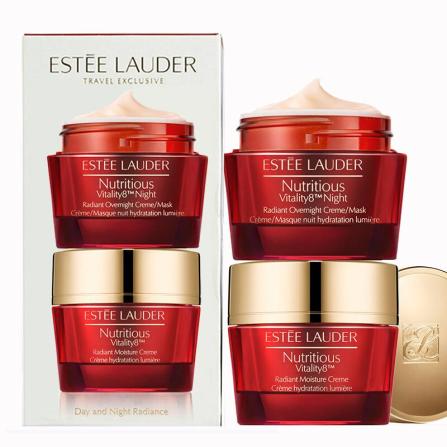 ESTĒE LAUDER
TRAVEL EXCLUSIVE
ESTĒE LAUDER
Nutritious
Vitality8™ Night
Radiant Overnight Creme/Mask
Crème/Masque nuit hydratation lumière
ESTĒE LAUDER
Nutritious
Vitality8™
Radiant Moisture Creme
Crème hydratation lumière
Day and Night Radiance
ESTĒE LAUDER
Nutritious
Vitality8™ Night
Radiant Overnight Creme/Mask
Crème/Masque nuit hydratation lumière
ESTĒE LAUDER
Nutritious
Vitality8™
Radiant Moisture Creme
Crème hydratation lumière